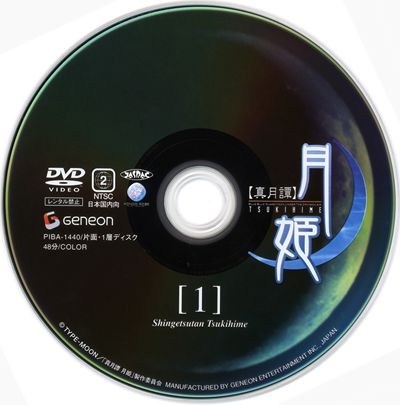 DVD
VIDEO
2
NTSC
日本国内向
レンタル禁止
GENEON
PIBA-1440/片面・1層ディスク
48分/COLOR
【真月譚】
月姫
TSUKIHIME
[1]
Shingetsutan Tsukihime
©TYPE-MOON/「真月譚 月姫」製作委員会 MANUFACTURED BY GENEON ENTERTAINMENT INC., JAPAN